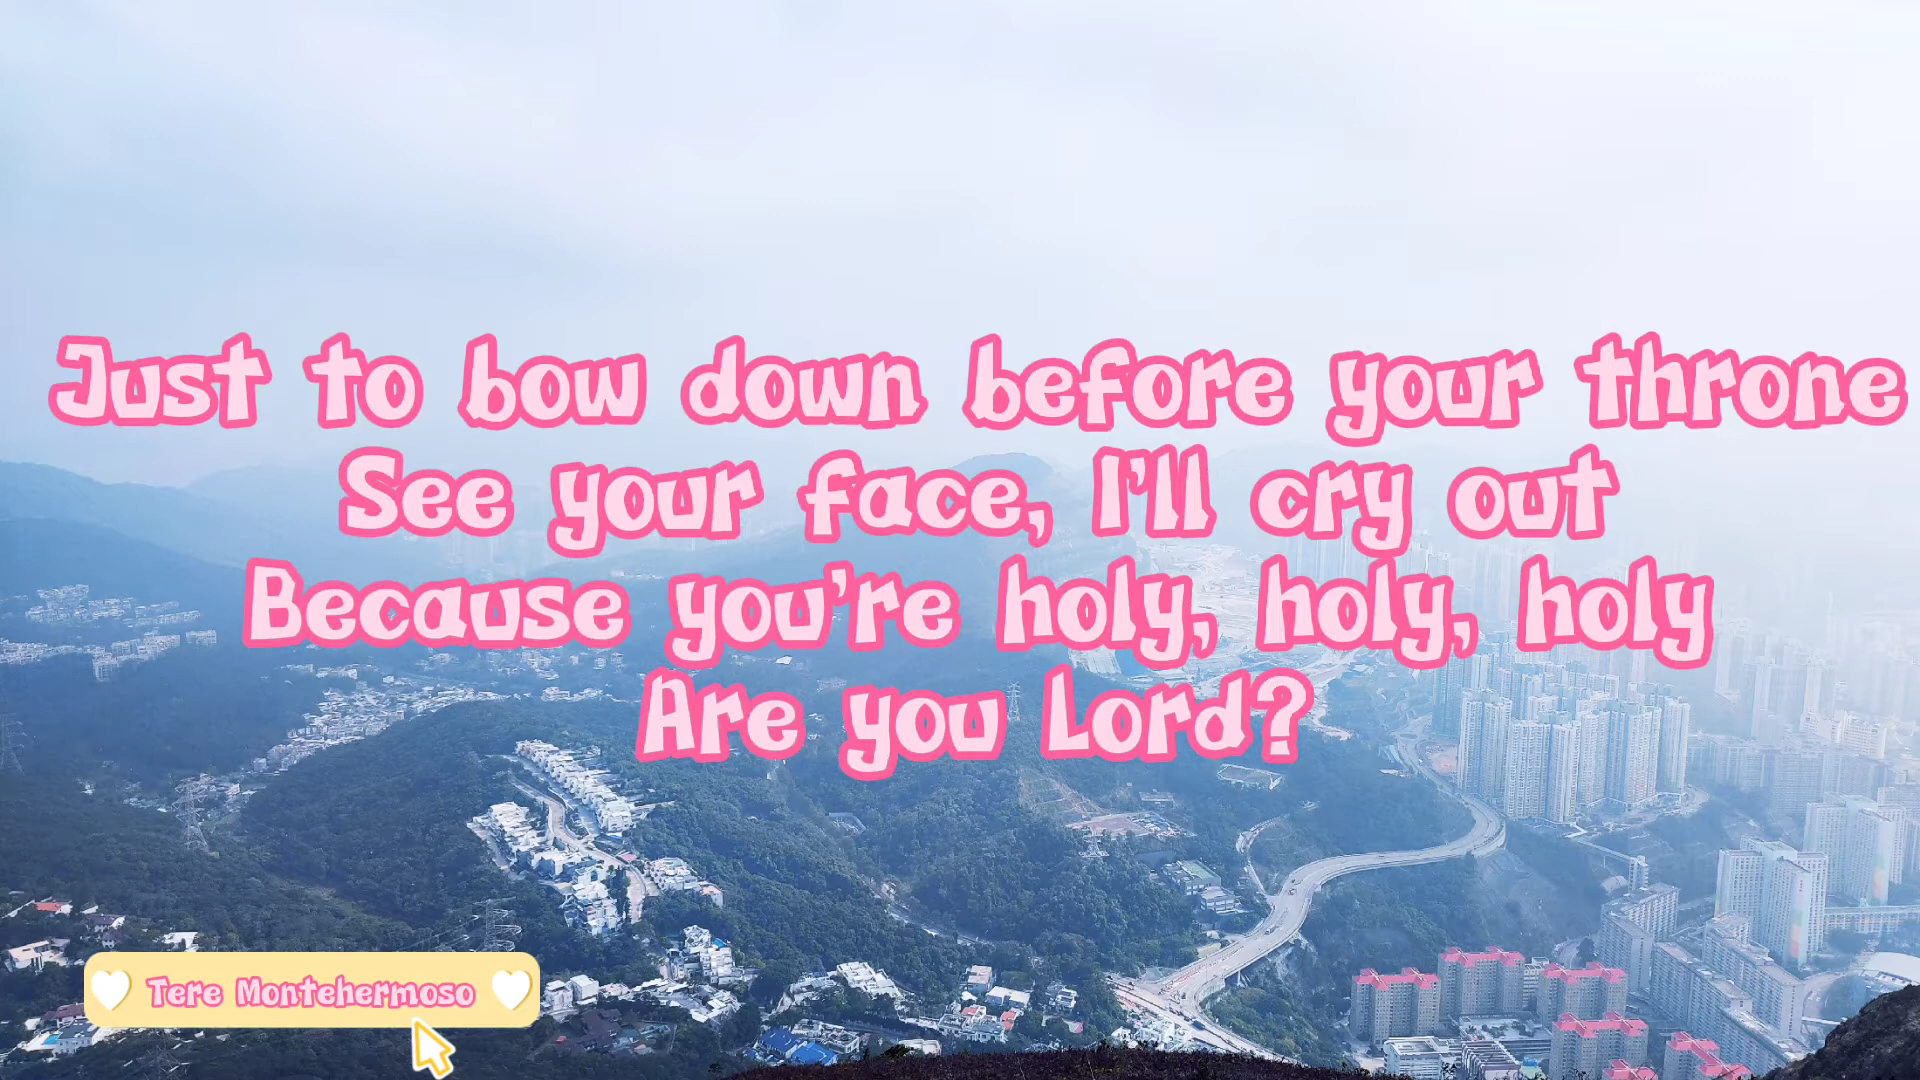 Just to bow down before your throne
See your face, I'll cry out
Because you're holy, holy, holy
Are you Lord?
Tere Montehermoso